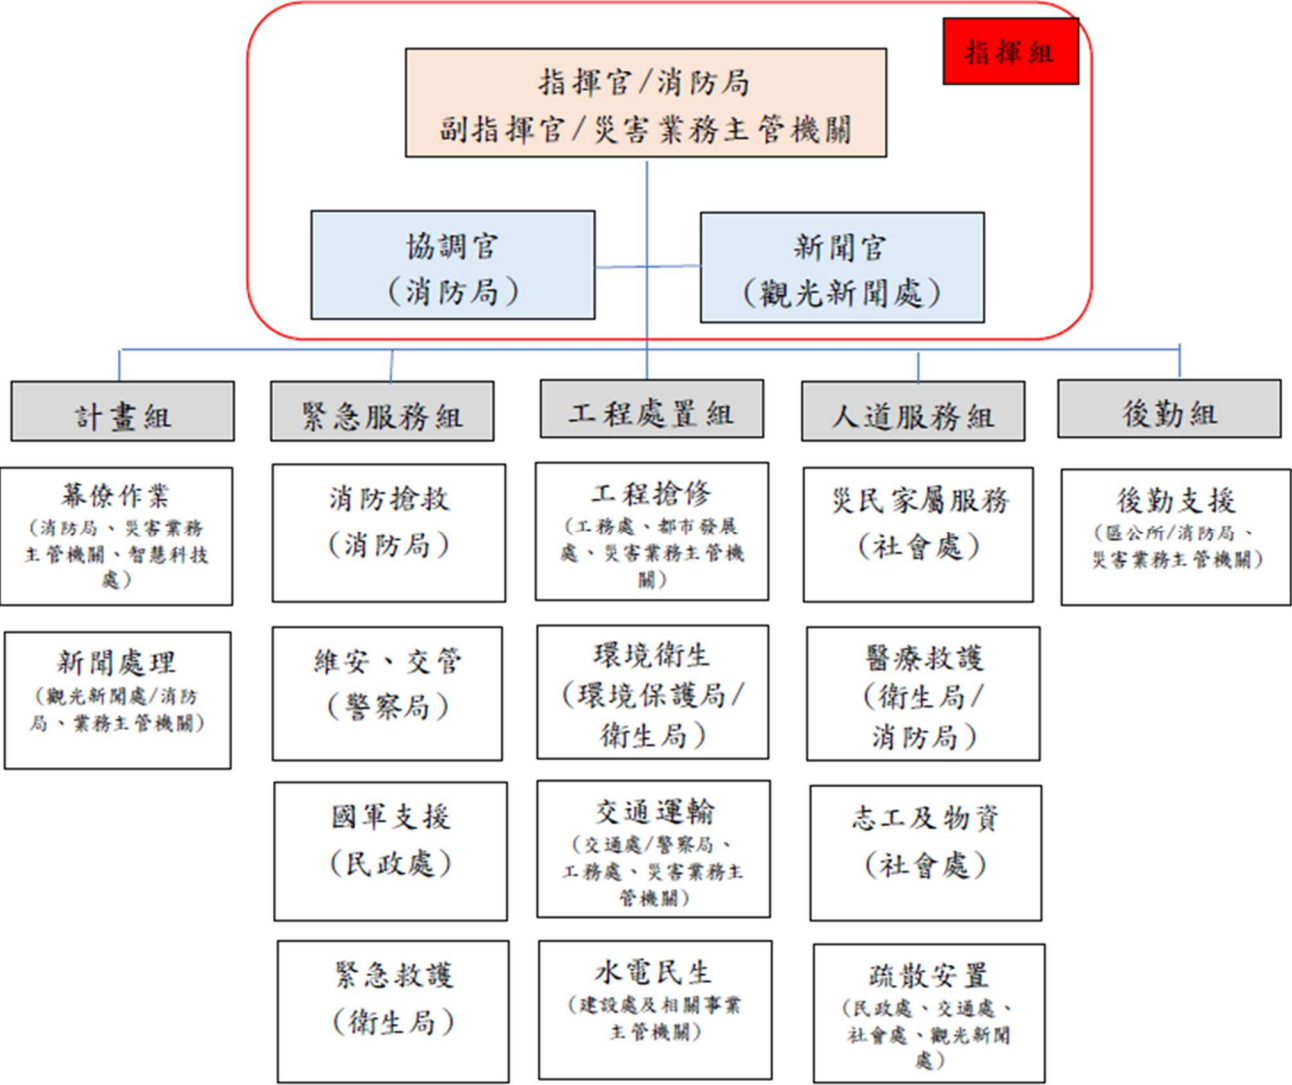 指揮組
指揮官/消防局
副指揮官/災害業務主管機關
協調官
(消防局)
新聞官
(觀光新聞處)
計畫組
幕僚作業
(消防局、災害業務
主管機關、智慧科技
處)
新聞處理
(觀光新聞處/消防
局、業務主管機關)
緊急服務組
消防搶救
(消防局)
維安、交管
(警察局)
國軍支援
(民政處)
緊急救護
(衛生局)
工程處置組
工程搶修
(工務處、都市發展
處、災害業務主管機
關)
環境衛生
(環境保護局/
衛生局)
交通運輸
(交通處/警察局、
工務處、災害業務主
管機關)
水電民生
(建設處及相關事業
主管機關)
人道服務組
災民家屬服務
(社會處)
醫療救護
(衛生局/
消防局)
志工及物資
(社會處)
疏散安置
(民政處、交通處、
社會處、觀光新聞
處)
後勤組
後勤支援
(區公所/消防局、
災害業務主管機關)